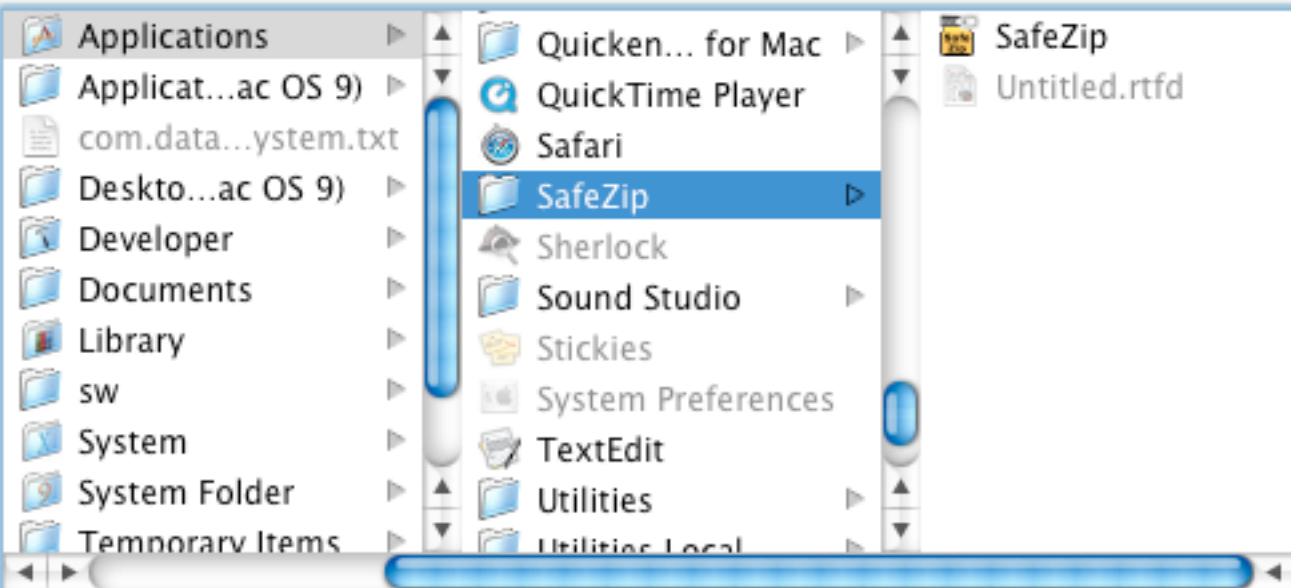 Applications
Applicat...ac OS 9)
com.data...ystem.txt
Deskto...ac OS 9)
Developer
Documents
Library
sw
System
System Folder
Temporary Items
Quicken... for Mac
QuickTime Player
Safari
SafeZip
Sherlock
Sound Studio
Stickies
System Preferences
TextEdit
Utilities
Utilities Local
SafeZip
Untitled.rtfd